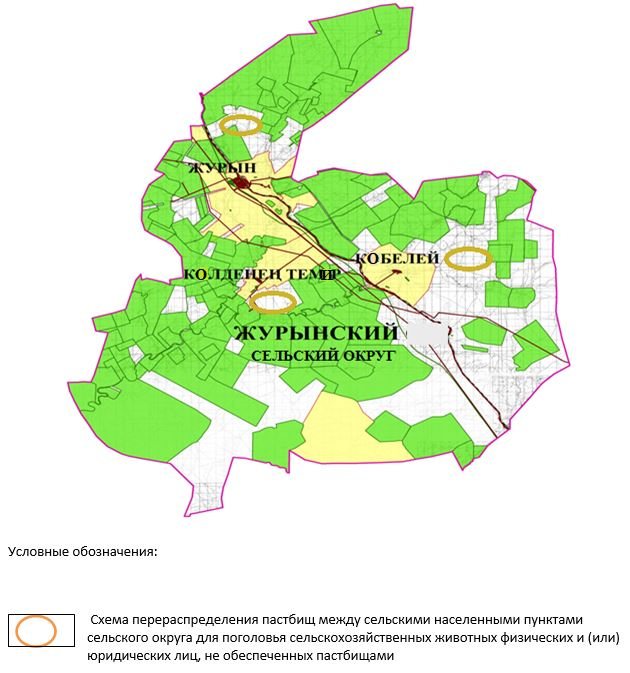 ЖУРЫН
КОБЕЛЕЙ
КОЛДЕНЕҢ ТЕМИР
ЖУРЫНСКИЙ
СЕЛЬСКИЙ ОКРУГ
Условные обозначения:
Схема перераспределения пастбищ между сельскими населенными пунктами
сельского округа для поголовья сельскохозяйственных животных физических и (или)
юридических лиц, не обеспеченных пастбищами